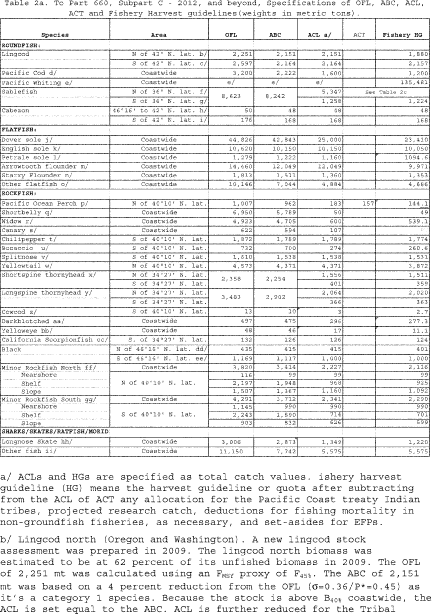 Table 2a. To Part 660, Subpart C - 2012, and beyond, Specifications of OFL, ABC, ACL,
ACT and Fishery Harvest guidelines(weights in metric tons).
Species Area OFL ABC ACL a/ ACT Fishery HG
ROUNDFISH:
Lingcod N of 42° N. lat. b/ 2,251 2,151 2,151 1,880
S of 42° N. lat. c/ 2,597 2,164 2,164 2,157
Pacific Cod d/ Coastwide 3,200 2,222 1,600 1,200
Pacific Whiting e/ Coastwide e/ e/ e/ 135,481
Sablefish N of 36° N. lat. f/ 8,623 8,242 5,347 See Table 2c
S of 36° N. lat. g/ 1,258 1,224
Cabezon 46°16' to 42° N. lat. h/ 50 48 48 48
S of 42° N. lat. i/ 176 168 168 168
FLATFISH:
Dover sole j/ Coastwide 44,826 42,843 25,000 23,410
English sole k/ Coastwide 10,620 10,150 10,150 10,050
Petrale sole l/ Coastwide 1,279 1,222 1,160 1094.6
Arrowtooth flounder m/ Coastwide 14,460 12,049 12,049 9,971
Starry Flounder n/ Coastwide 1,813 1,511 1,360 1,353
Other flatfish o/ Coastwide 10,146 7,044 4,884 4,686
ROCKFISH:
Pacific Ocean Perch p/ N of 40°10' N. lat. 1,007 962 183 157 144.1
Shortbelly q/ Coastwide 6,950 5,789 50 49
Widow r/ Coastwide 4,923 4,705 600 539.1
Canary s/ Coastwide 622 594 107
Chilipepper t/ S of 40°10' N. lat. 1,872 1,789 1,789 1,774
Bocaccio u/ S of 40°10' N. lat. 732 700 274 260.6
Splitnose v/ S of 40°10' N. lat. 1,610 1,538 1,538 1,531
Yellowtail w/ N of 40°10' N. lat. 4,573 4,371 4,371 3,872
Shortspine thornyhead x/ N of 34°27' N. lat. 2,358 2,254 1,556 1,511
S of 34°27' N. lat. 401 359
Longspine thornyhead y/ N of 34°27' N. lat. 3,483 2,902 2,064 2,020
S of 34°27' N. lat. 366 363
Cowcod z/ S of 40°10' N. lat. 13 10 3 2.7
Darkblotched aa/ Coastwide 497 475 296 277.3
Yelloweye bb/ Coastwide 48 46 17 11.1
California Scorpionfish cc/ S. of 34°27' N. lat. 132 126 126 124
Black N of 46°16' N. lat. dd/ 435 415 415 401
S of 46°16' N. lat. ee/ 1,169 1,117 1,000 1,000
Minor Rockfish North ff/ N of 40°10' N. lat. 3,820 3,414 2,227 2,116
Nearshore 116 99 99 99
Shelf 2,197 1,948 968 925
Slope 1,507 1,367 1,160 1,092
Minor Rockfish South gg/ S of 40°10' N. lat. 4,291 3,712 2,341 2,290
Nearshore 1,145 990 990 990
Shelf 2,243 1,890 714 701
Slope 903 832 626 599
SHARKS/SKATES/RATFISH/MORID
Longnose Skate hh/ Coastwide 3,006 2,873 1,349 1,220
Other fish ii/ Coastwide 11,150 7,742 5,575 5,575
a/ ACLs and HGs are specified as total catch values. ishery harvest
guideline (HG) means the harvest guideline or quota after subtracting
from the ACL of ACT any allocation for the Pacific Coast treaty Indian
tribes, projected research catch, deductions for fishing mortality in
non-groundfish fisheries, as necessary, and set-asides for EFPs.
b/ Lingcod north (Oregon and Washington). A new lingcod stock
assessment was prepared in 2009. The lingcod north biomass was
estimated to be at 62 percent of its unfished biomass in 2009. The OFL
of 2,251 mt was calculated using an FMSY proxy of F45%. The ABC of 2,151
mt was based on a 4 percent reduction from the OFL (σ=0.36/P*=0.45) as
it's a category 1 species. Because the stock is above B40% coastwide, the
ACL is set equal to the ABC. ACL is further reduced for the Tribal